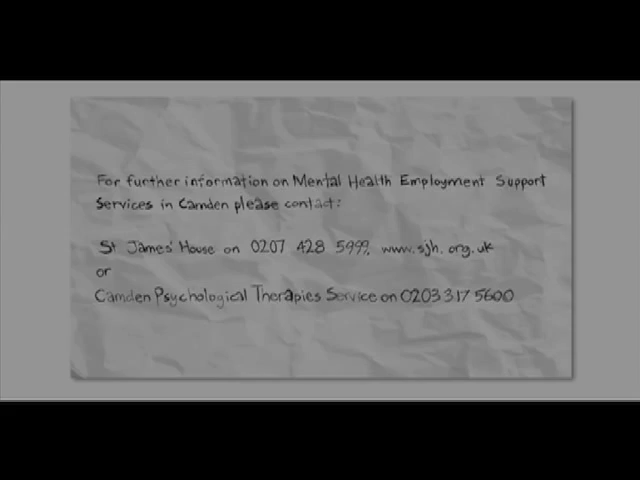 For further information on Mental Health Employment Support
Services in Camden please contact:
St James' House on 0207 428 5999, www.sjh.org.uk
or
Camden Psychological Therapies Service on 0203 317 5600